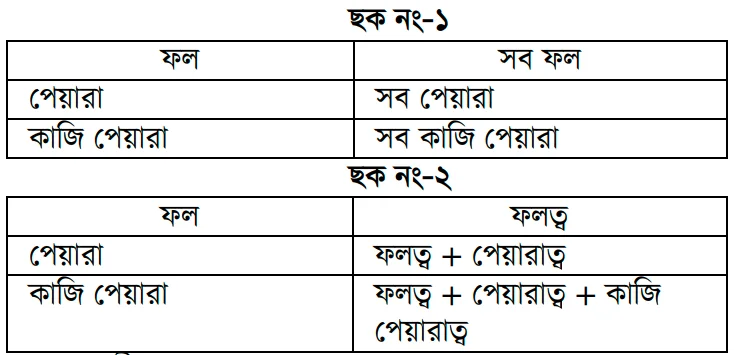 ছক নং-১
ফল সব ফল
পেয়ারা সব পেয়ারা
কাজি পেয়ারা সব কাজি পেয়ারা
ছক নং-২
ফল ফলত্ব
পেয়ারা ফলত্ব + পেয়ারাত্ব
কাজি পেয়ারা ফলত্ব + পেয়ারাত্ব + কাজি
পেয়ারাত্ব